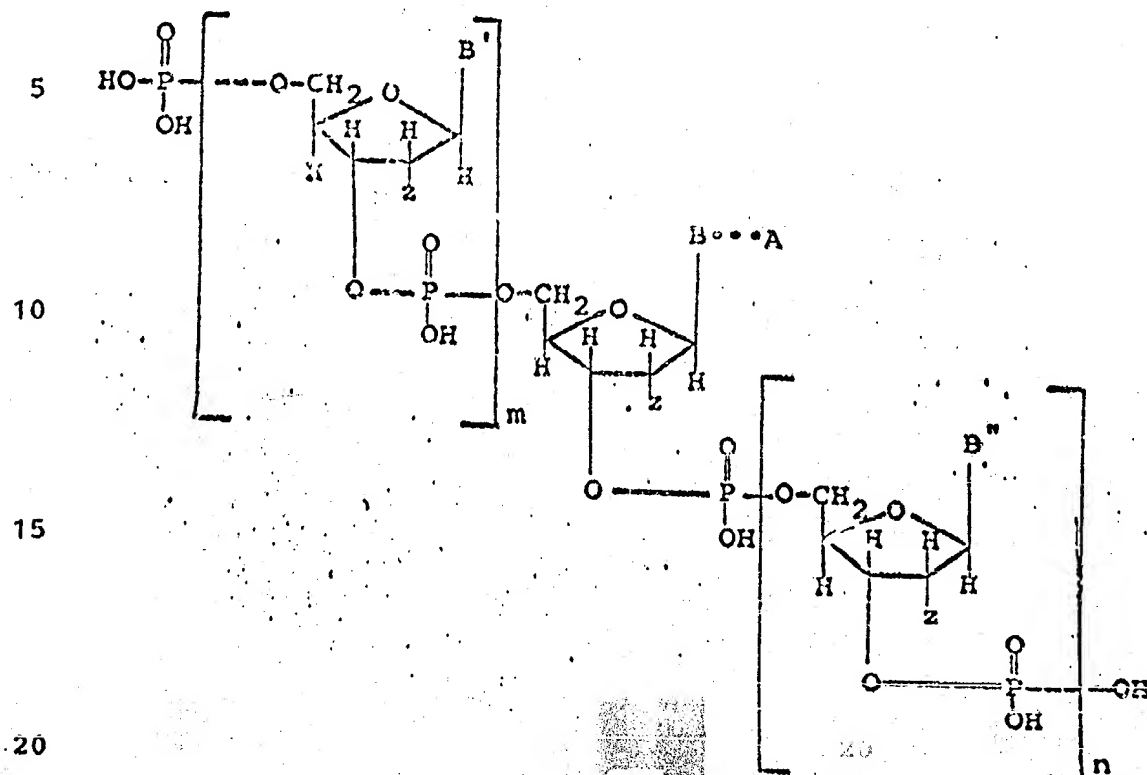 O
B'
5 HO-P-O-CH2 O
OH H H
H z H
O B•••A
O-P-O-CH2 O
10 OH H H
H z H
m
O B"
O P-O-CH2 O
15 OH H H
H z H
O
O P-OH
OH
20
n